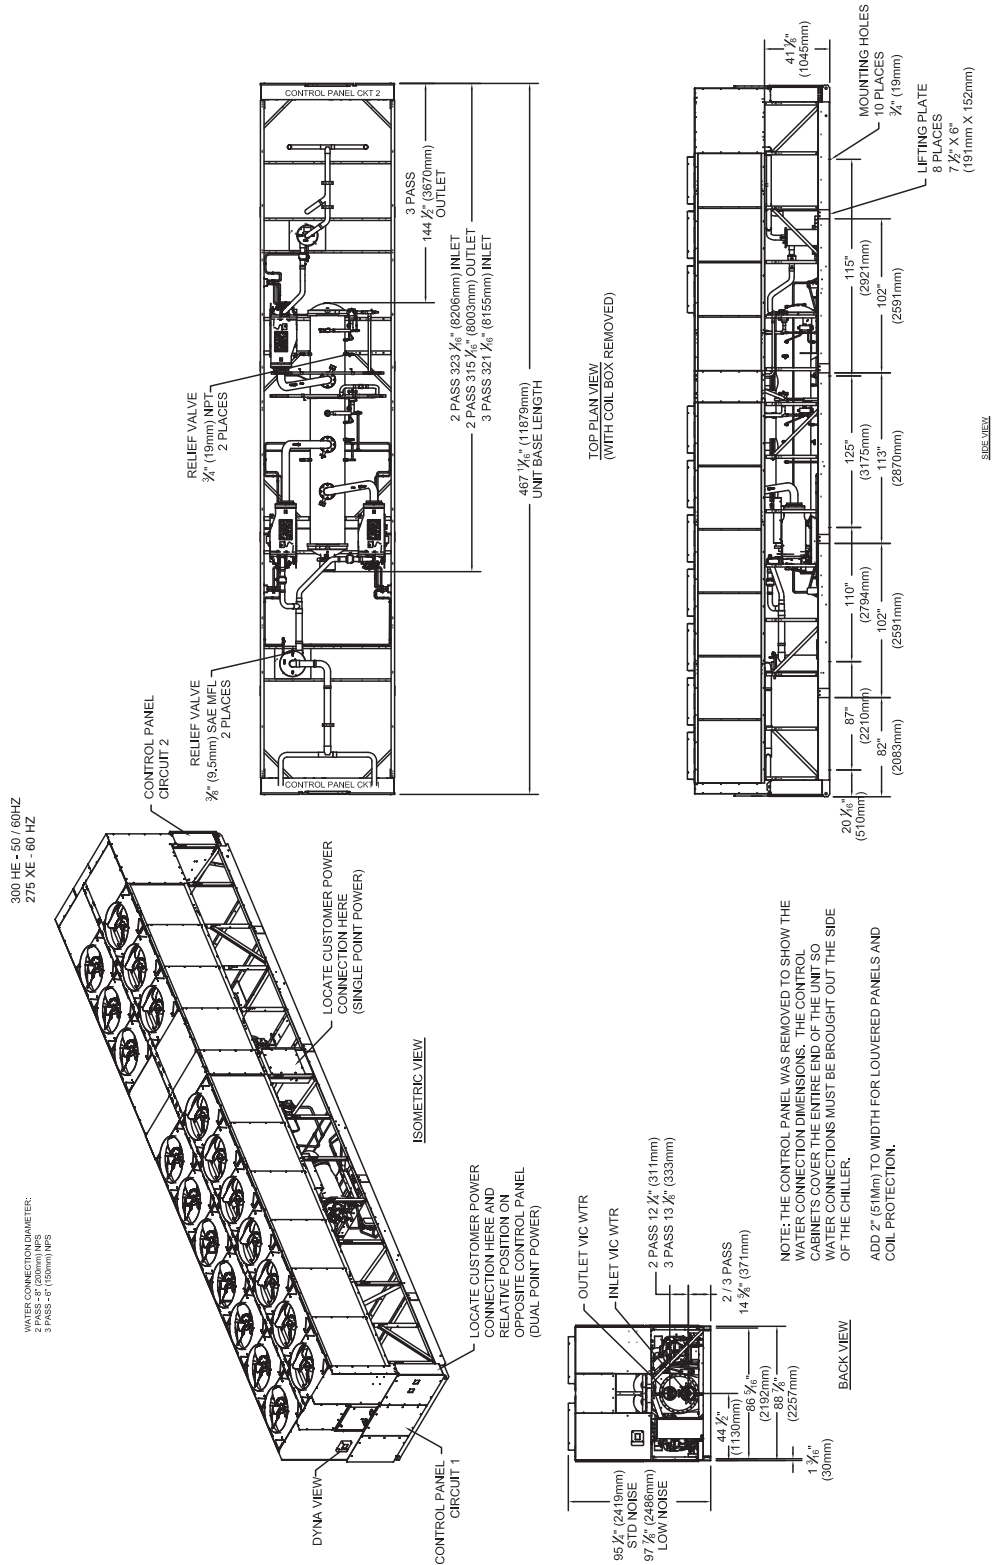 300 HE - 50 / 60HZ
275 XE - 60 HZ
WATER CONNECTION DIAMETER:
2 PASS - 8" (200mm) NPS
3 PASS - 6" (150mm) NPS
CONTROL PANEL
CIRCUIT 2
LOCATE CUSTOMER POWER
CONNECTION HERE
(SINGLE POINT POWER)
ISOMETRIC VIEW
LOCATE CUSTOMER POWER
CONNECTION HERE AND
RELATIVE POSITION ON
OPPOSITE CONTROL PANEL
(DUAL POINT POWER)
DYNA VIEW
CONTROL PANEL
CIRCUIT 1
RELIEF VALVE
3/8" (9.5mm) SAE MFL
2 PLACES
RELIEF VALVE
3/4" (19mm) NPT
2 PLACES
CONTROL PANEL CKT 1
CONTROL PANEL CKT 2
3 PASS
144 1/2" (3670mm)
OUTLET
2 PASS 323 1/16" (8206mm) INLET
2 PASS 315 1/16" (8003mm) OUTLET
3 PASS 321 1/16" (8155mm) INLET
467 11/16" (11879mm)
UNIT BASE LENGTH
TOP PLAN VIEW
(WITH COIL BOX REMOVED)
OUTLET VIC WTR
INLET VIC WTR
2 PASS 12 1/4" (311mm)
3 PASS 13 1/8" (333mm)
2 / 3 PASS
14 5/8" (371mm)
95 1/4" (2419mm)
STD NOISE
97 7/8" (2486mm)
LOW NOISE
44 1/2"
(1130mm)
86 5/16"
(2192mm)
88 7/8"
(2257mm)
1 3/16"
(30mm)
BACK VIEW
NOTE: THE CONTROL PANEL WAS REMOVED TO SHOW THE
WATER CONNECTION DIMENSIONS. THE CONTROL
CABINETS COVER THE ENTIRE END OF THE UNIT SO
WATER CONNECTIONS MUST BE BROUGHT OUT THE SIDE
OF THE CHILLER.
ADD 2" (51Mm) TO WIDTH FOR LOUVERED PANELS AND
COIL PROTECTION.
41 1/8"
(1045mm)
MOUNTING HOLES
10 PLACES
3/4" (19mm)
LIFTING PLATE
8 PLACES
7 1/2" X 6"
(191mm X 152mm)
20 1/16"
(510mm)
87"
(2210mm)
110"
(2794mm)
125"
(3175mm)
115"
(2921mm)
82"
(2083mm)
102"
(2591mm)
113"
(2870mm)
102"
(2591mm)
SIDE VIEW